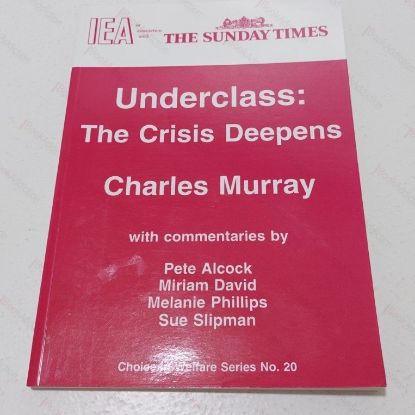 IEA in association with THE SUNDAY TIMES
Underclass:
The Crisis Deepens
Charles Murray
with commentaries by
Pete Alcock
Miriam David
Melanie Phillips
Sue Slipman
Choice in Welfare Series No. 20